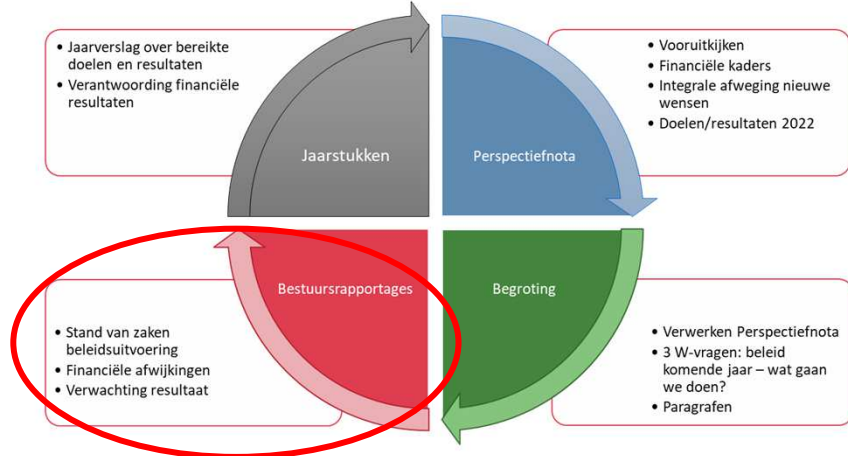 • Jaarverslag over bereikte
doelen en resultaten
• Verantwoording financiële
resultaten
• Vooruitkijken
• Financiële kaders
• Integrale afweging nieuwe
wensen
• Doelen/resultaten 2022
Jaarstukken
Perspectiefnota
Bestuursrapportages
Begroting
• Stand van zaken
beleidsuitvoering
• Financiële afwijkingen
• Verwachting resultaat
• Verwerken Perspectiefnota
• 3 W-vragen: beleid
komende jaar – wat gaan
we doen?
• Paragrafen